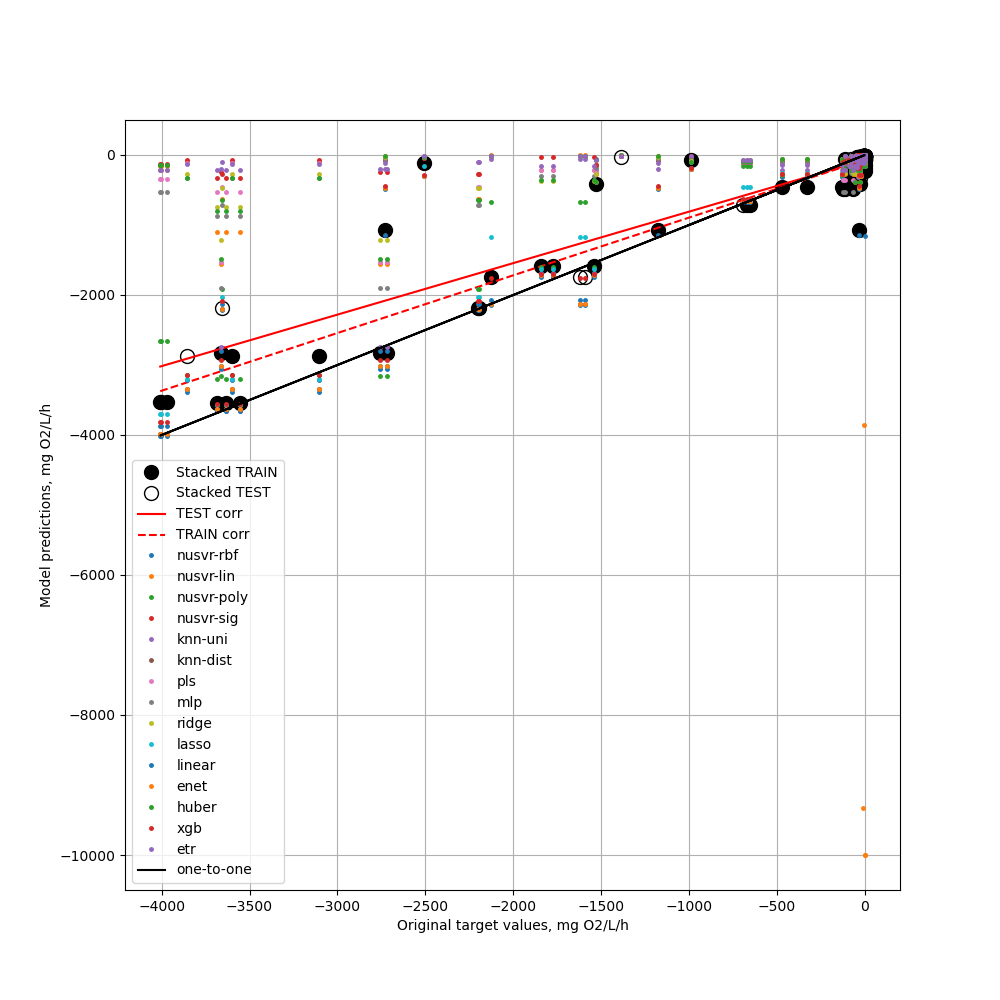 0
−2000
−4000
−6000
−8000
−10000
Model predictions, mg O2/L/h
Stacked TRAIN
Stacked TEST
TEST corr
TRAIN corr
nusvr-rbf
nusvr-lin
nusvr-poly
nusvr-sig
knn-uni
knn-dist
pls
mlp
ridge
lasso
linear
enet
huber
xgb
etr
one-to-one
−4000 −3500 −3000 −2500 −2000 −1500 −1000 −500 0
Original target values, mg O2/L/h